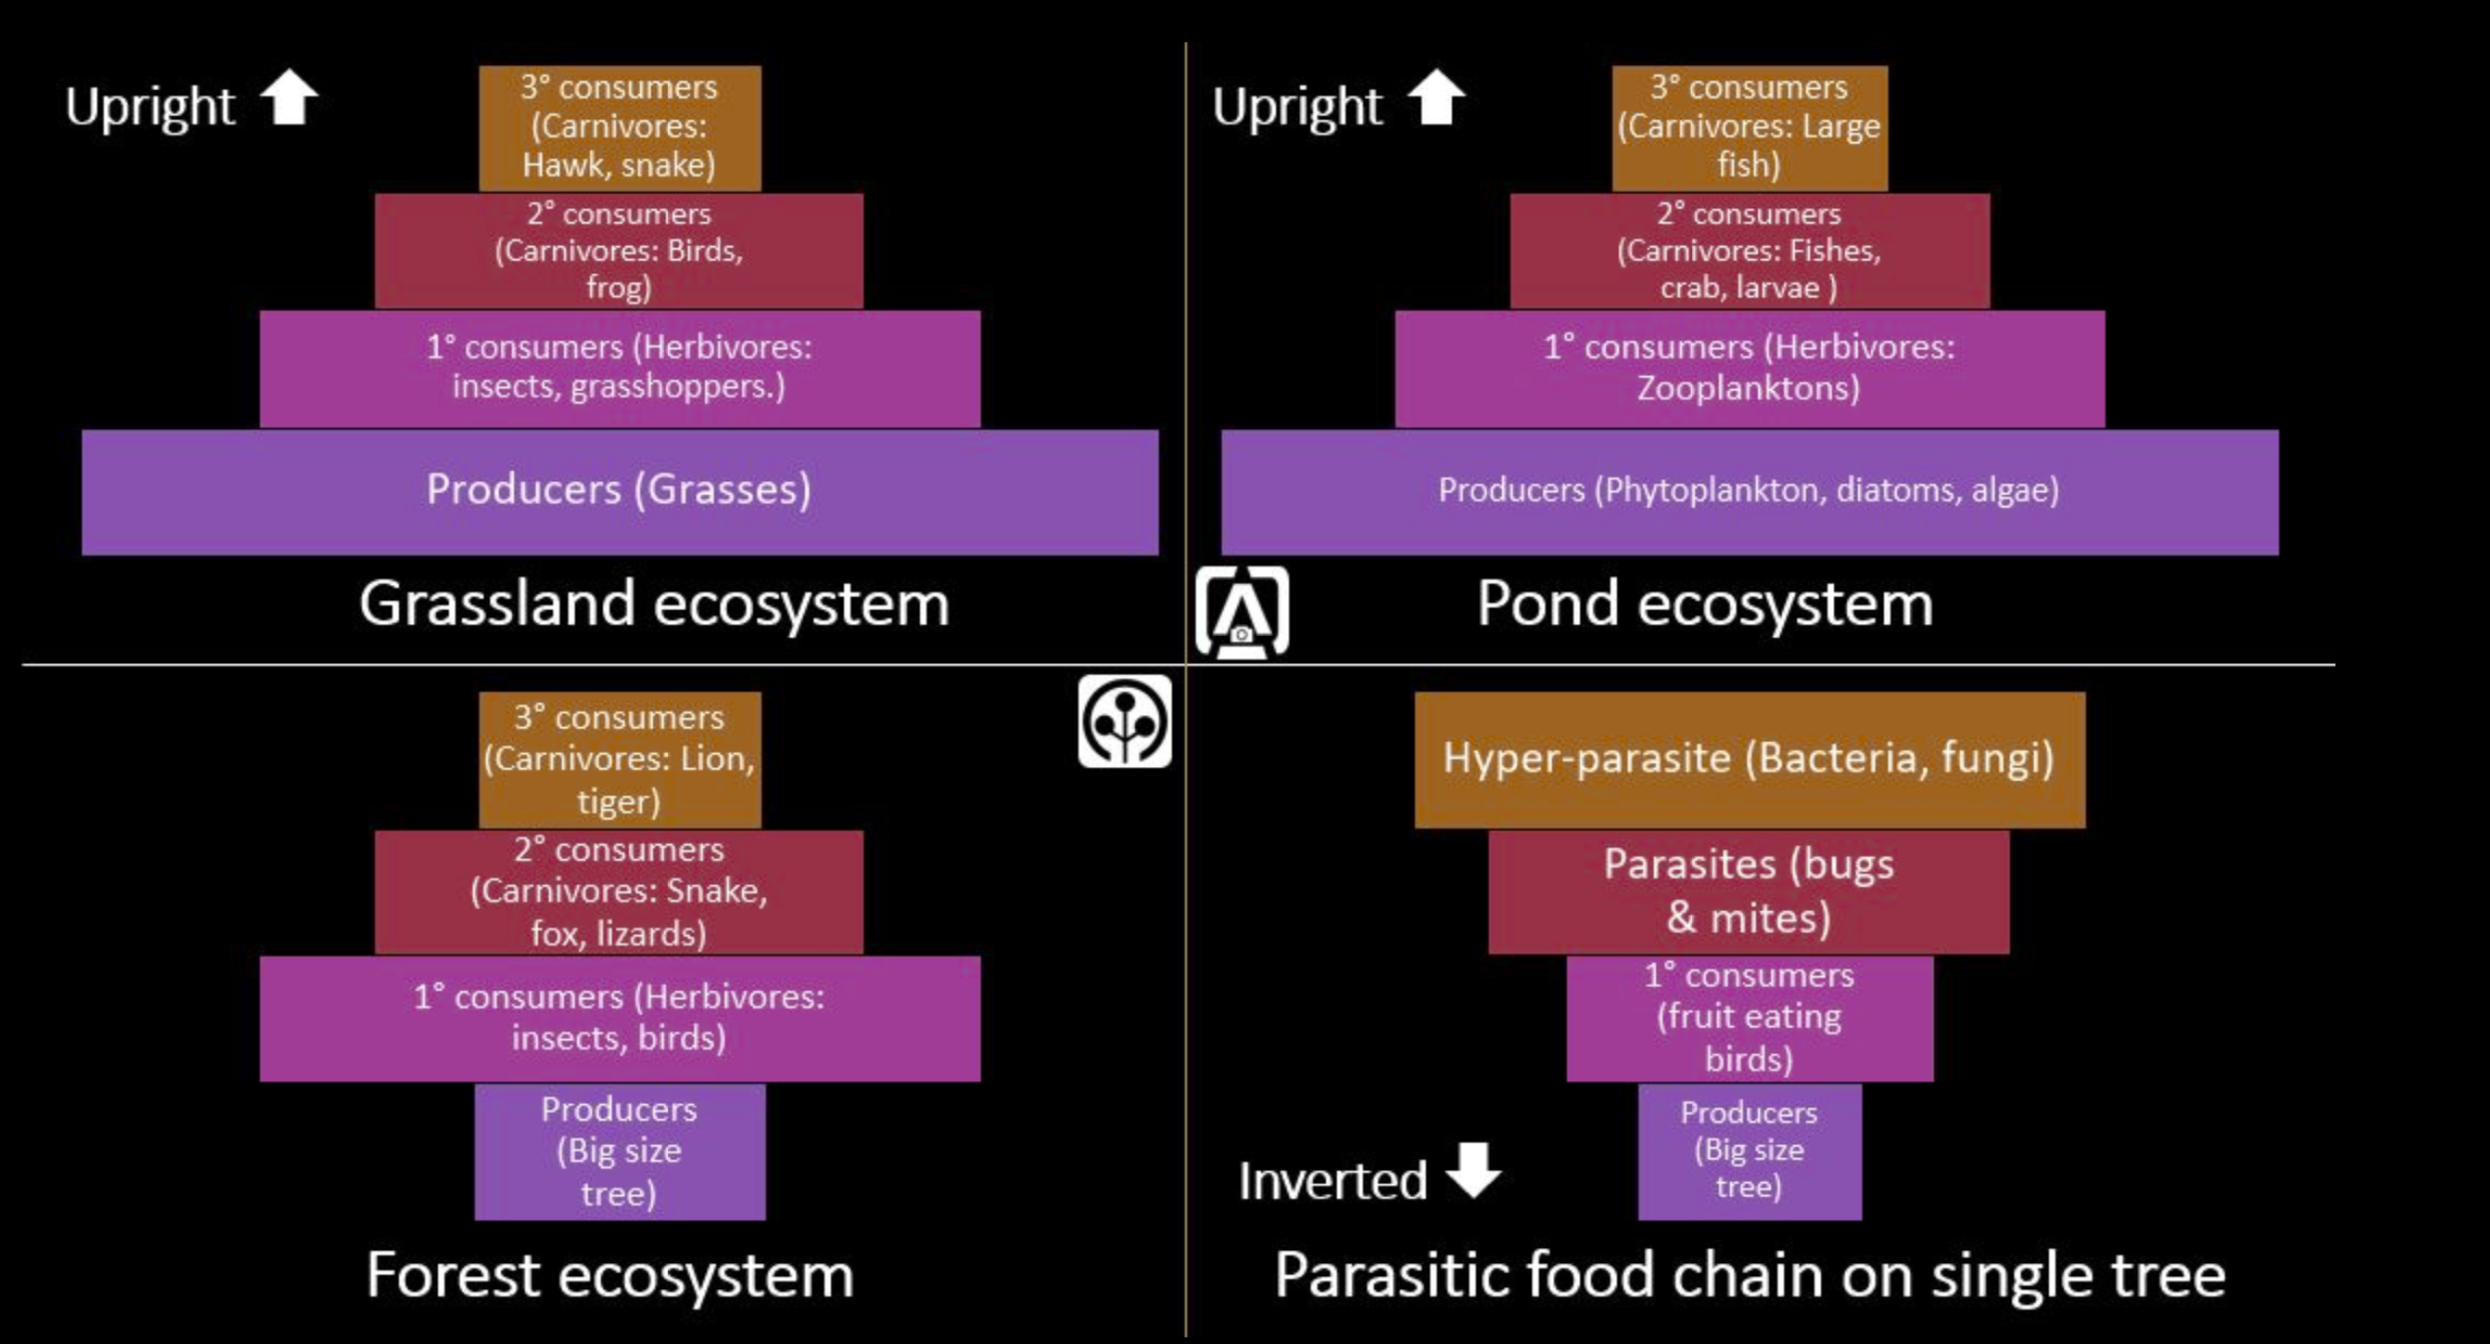 Upright
3° consumers
(Carnivores:
Hawk, snake)
2° consumers
(Carnivores: Birds,
frog)
1° consumers (Herbivores:
insects, grasshoppers.)
Producers (Grasses)
Grassland ecosystem
Upright
3° consumers
(Carnivores: Large
fish)
2° consumers
(Carnivores: Fishes,
crab, larvae )
1° consumers (Herbivores:
Zooplanktons)
Producers (Phytoplankton, diatoms, algae)
Pond ecosystem
3° consumers
(Carnivores: Lion,
tiger)
2° consumers
(Carnivores: Snake,
fox, lizards)
1° consumers (Herbivores:
insects, birds)
Producers
(Big size
tree)
Forest ecosystem
Hyper-parasite (Bacteria, fungi)
Parasites (bugs
& mites)
1° consumers
(fruit eating
birds)
Producers
(Big size
tree)
Inverted
Parasitic food chain on single tree